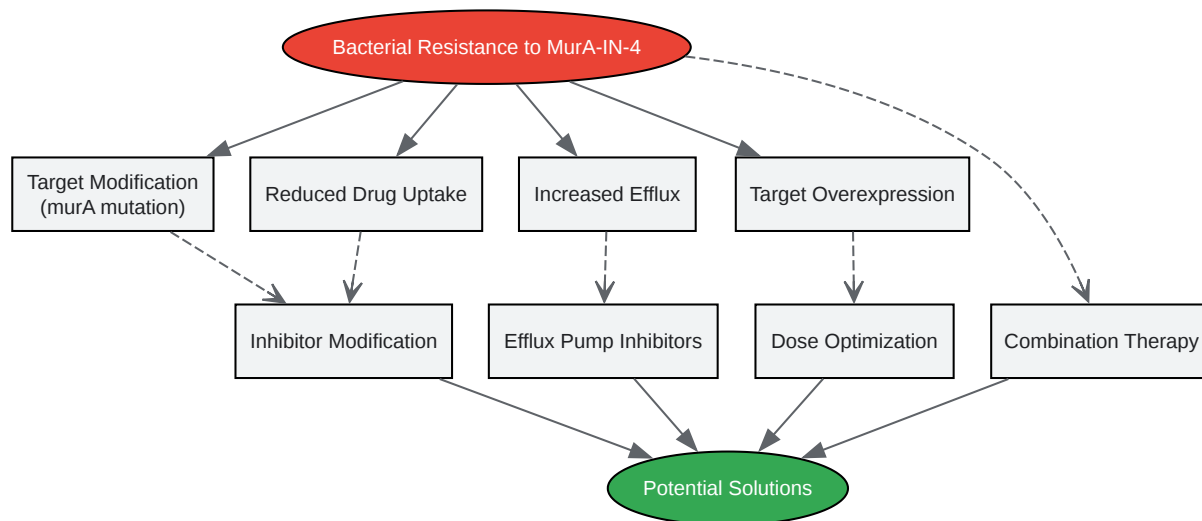 Bacterial Resistance to MurA-IN-4
Target Modification
(murA mutation)
Reduced Drug Uptake
Increased Efflux
Target Overexpression
Inhibitor Modification
Efflux Pump Inhibitors
Dose Optimization
Combination Therapy
Potential Solutions